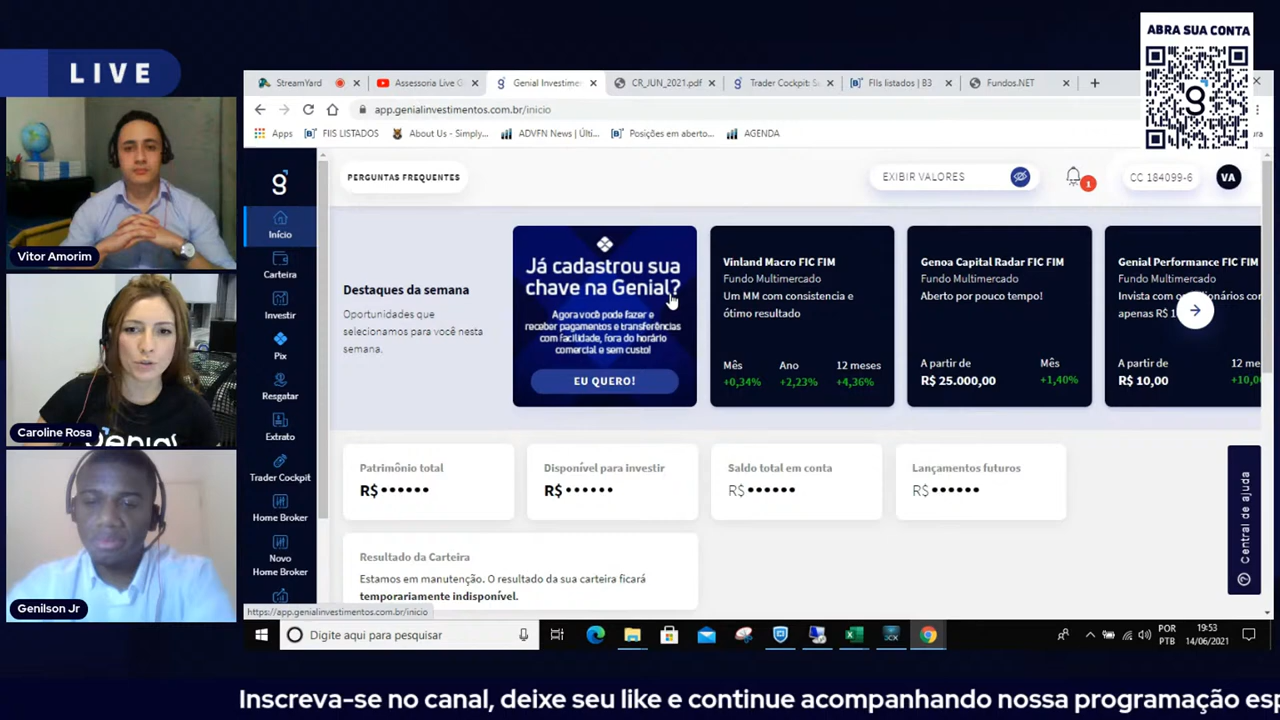 LIVE
ABRA SUA CONTA
Vitor Amorim
Caroline Rosa
Genial
Genilson Jr
StreamYard
Assessoria Live G
Genial Investime
CR_JUN_2021.pdf
Trader Cockpit: S
FIIs listados | B3
Fundos.NET
app.genialinvestimentos.com.br/inicio
Apps
FIIS LISTADOS
About Us - Simply...
ADVFN News | Últi...
Posições em aberto...
AGENDA
PERGUNTAS FREQUENTES
EXIBIR VALORES
1
CC 184099-6
VA
Início
Carteira
Investir
Pix
Resgatar
Extrato
Trader Cockpit
Home Broker
Novo
Home Broker
Destaques da semana
Oportunidades que
selecionamos para você nesta
semana.
Já cadastrou sua
chave na Genial?
Agora você pode fazer e
receber pagamentos e transferências
com facilidade, fora do horário
comercial e sem custo!
EU QUERO!
Vinland Macro FIC FIM
Fundo Multimercado
Um MM com consistencia e
ótimo resultado
Mês Ano 12 meses
+0,34% +2,23% +4,36%
Genoa Capital Radar FIC FIM
Fundo Multimercado
Aberto por pouco tempo!
A partir de Mês
R$ 25.000,00 +1,40%
Genial Performance FIC FIM
Fundo Multimercado
Invista com
apenas R$ 1
A partir de 12 me
R$ 10,00 +10,0
Patrimônio total
R$ ••••••
Disponível para investir
R$ ••••••
Saldo total em conta
R$ ••••••
Lançamentos futuros
R$ ••••••
Resultado da Carteira
Estamos em manutenção. O resultado da sua carteira ficará
temporariamente indisponível.
Central de ajuda
https://app.genialinvestimentos.com.br/inicio
Digite aqui para pesquisar
POR
PTB
19:53
14/06/2021
Inscreva-se no canal, deixe seu like e continue acompanhando nossa programação esp